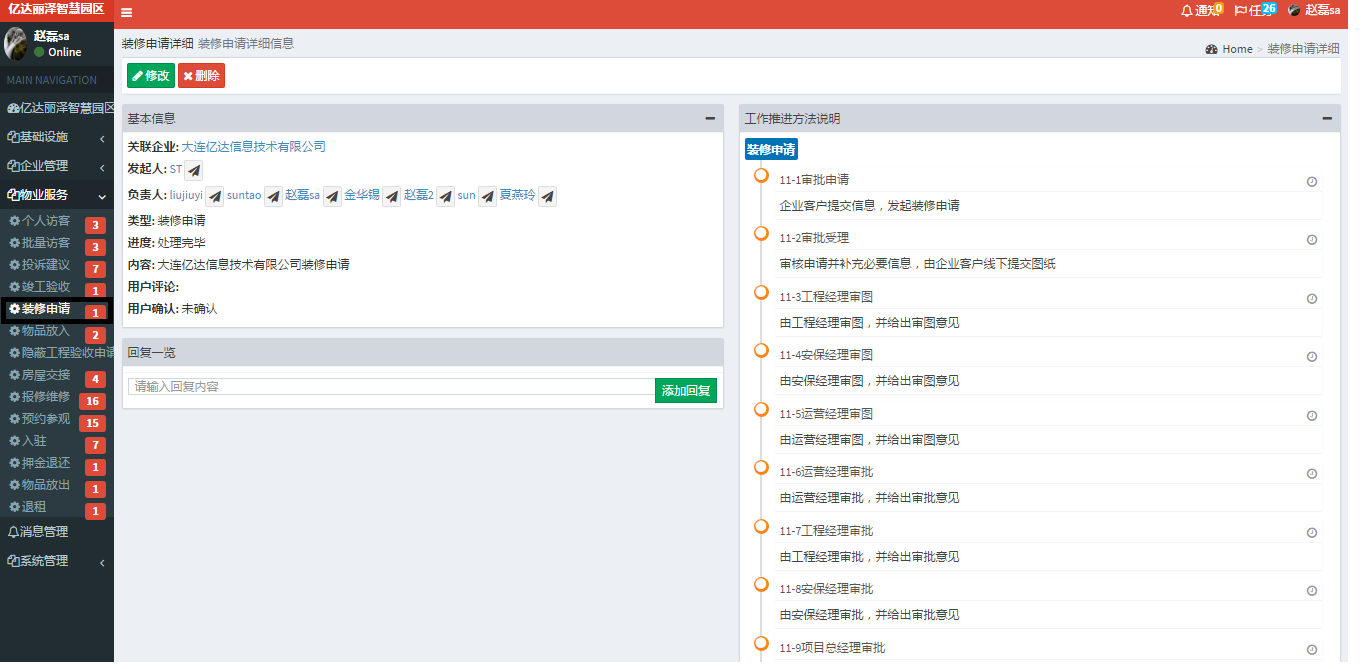 亿达丽泽智慧园区
通知 0
任务 26
赵磊sa
赵磊sa
Online
MAIN NAVIGATION
亿达丽泽智慧园区
基础设施
企业管理
物业服务
个人访客 3
批量访客 3
投诉建议 7
竣工验收 1
装修申请 1
物品放入 2
隐蔽工程验收申请
房屋交接 4
报修维修 16
预约参观 15
入驻 7
押金退还 1
物品放出 1
退租 1
消息管理
系统管理
装修申请详细 装修申请详细信息
Home > 装修申请详细
修改 删除
基本信息
关联企业: 大连亿达信息技术有限公司
发起人: ST
负责人: liujiuyi suntao 赵磊sa 金华锡 赵磊2 sun 夏燕玲
类型: 装修申请
进度: 处理完毕
内容: 大连亿达信息技术有限公司装修申请
用户评论:
用户确认: 未确认
回复一览
请输入回复内容 添加回复
工作推进方法说明
装修申请
11-1审批申请
企业客户提交信息，发起装修申请
11-2审批受理
审核申请并补充必要信息，由企业客户线下提交图纸
11-3工程经理审图
由工程经理审图，并给出审图意见
11-4安保经理审图
由安保经理审图，并给出审图意见
11-5运营经理审图
由运营经理审图，并给出审图意见
11-6运营经理审批
由运营经理审批，并给出审批意见
11-7工程经理审批
由工程经理审批，并给出审批意见
11-8安保经理审批
由安保经理审批，并给出审批意见
11-9项目总经理审批